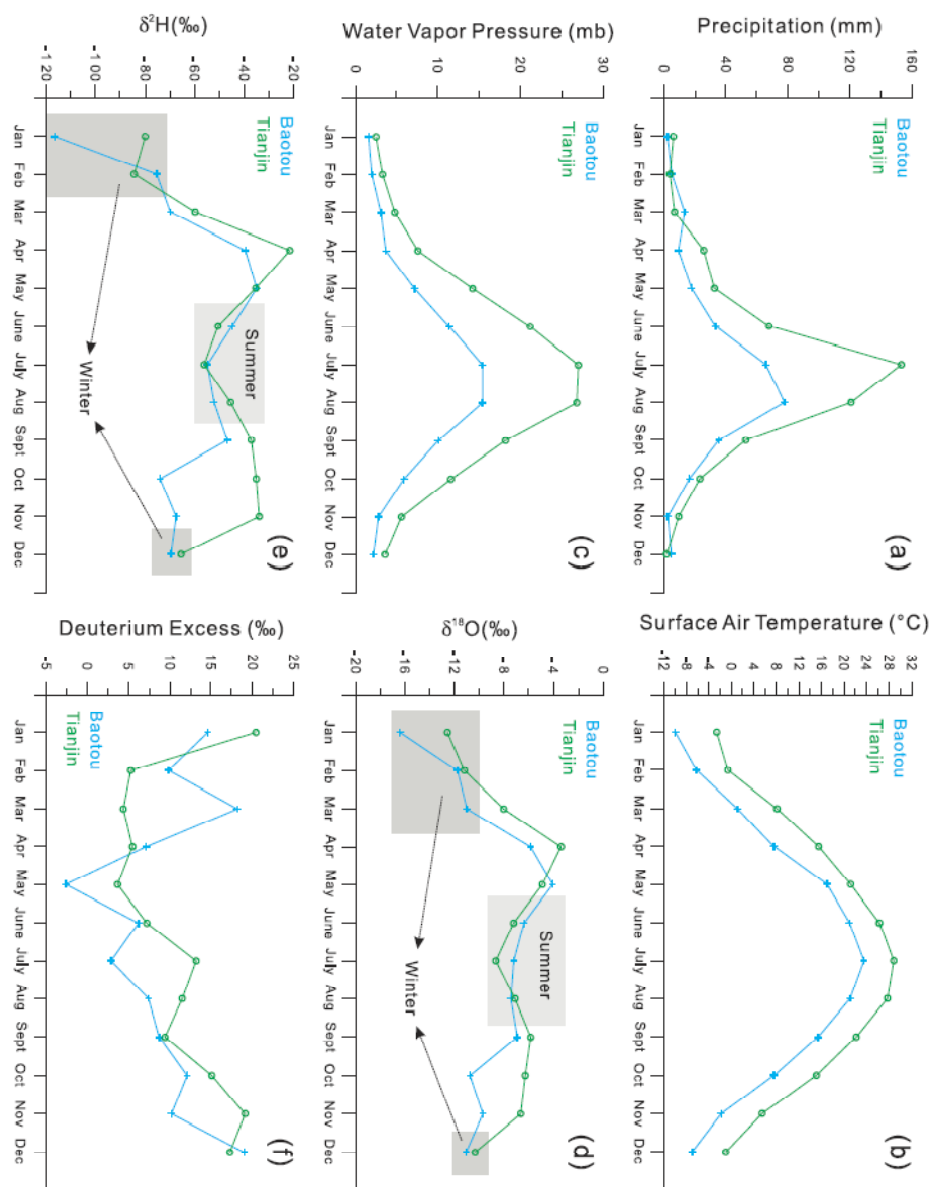 Precipitation (mm)
0
40
80
120
160
Baotou
Tianjin
Jan
Feb
Mar
Apr
May
June
July
Aug
Sept
Oct
Nov
Dec
(a)
Surface Air Temperature (°C)
-12
-8
-4
0
4
8
12
16
20
24
28
32
Baotou
Tianjin
Jan
Feb
Mar
Apr
May
June
July
Aug
Sept
Oct
Nov
Dec
(b)
Water Vapor Pressure (mb)
0
10
20
30
Baotou
Tianjin
Jan
Feb
Mar
Apr
May
June
July
Aug
Sept
Oct
Nov
Dec
(c)
δ¹⁸O(‰)
-20
-16
-12
-8
-4
0
Baotou
Tianjin
Summer
Winter
Jan
Feb
Mar
Apr
May
June
July
Aug
Sept
Oct
Nov
Dec
(d)
δ²H(‰)
-120
-100
-80
-60
-40
-20
Baotou
Tianjin
Summer
Winter
Jan
Feb
Mar
Apr
May
June
July
Aug
Sept
Oct
Nov
Dec
(e)
Deuterium Excess (‰)
-5
0
5
10
15
20
25
Baotou
Tianjin
Jan
Feb
Mar
Apr
May
June
July
Aug
Sept
Oct
Nov
Dec
(f)